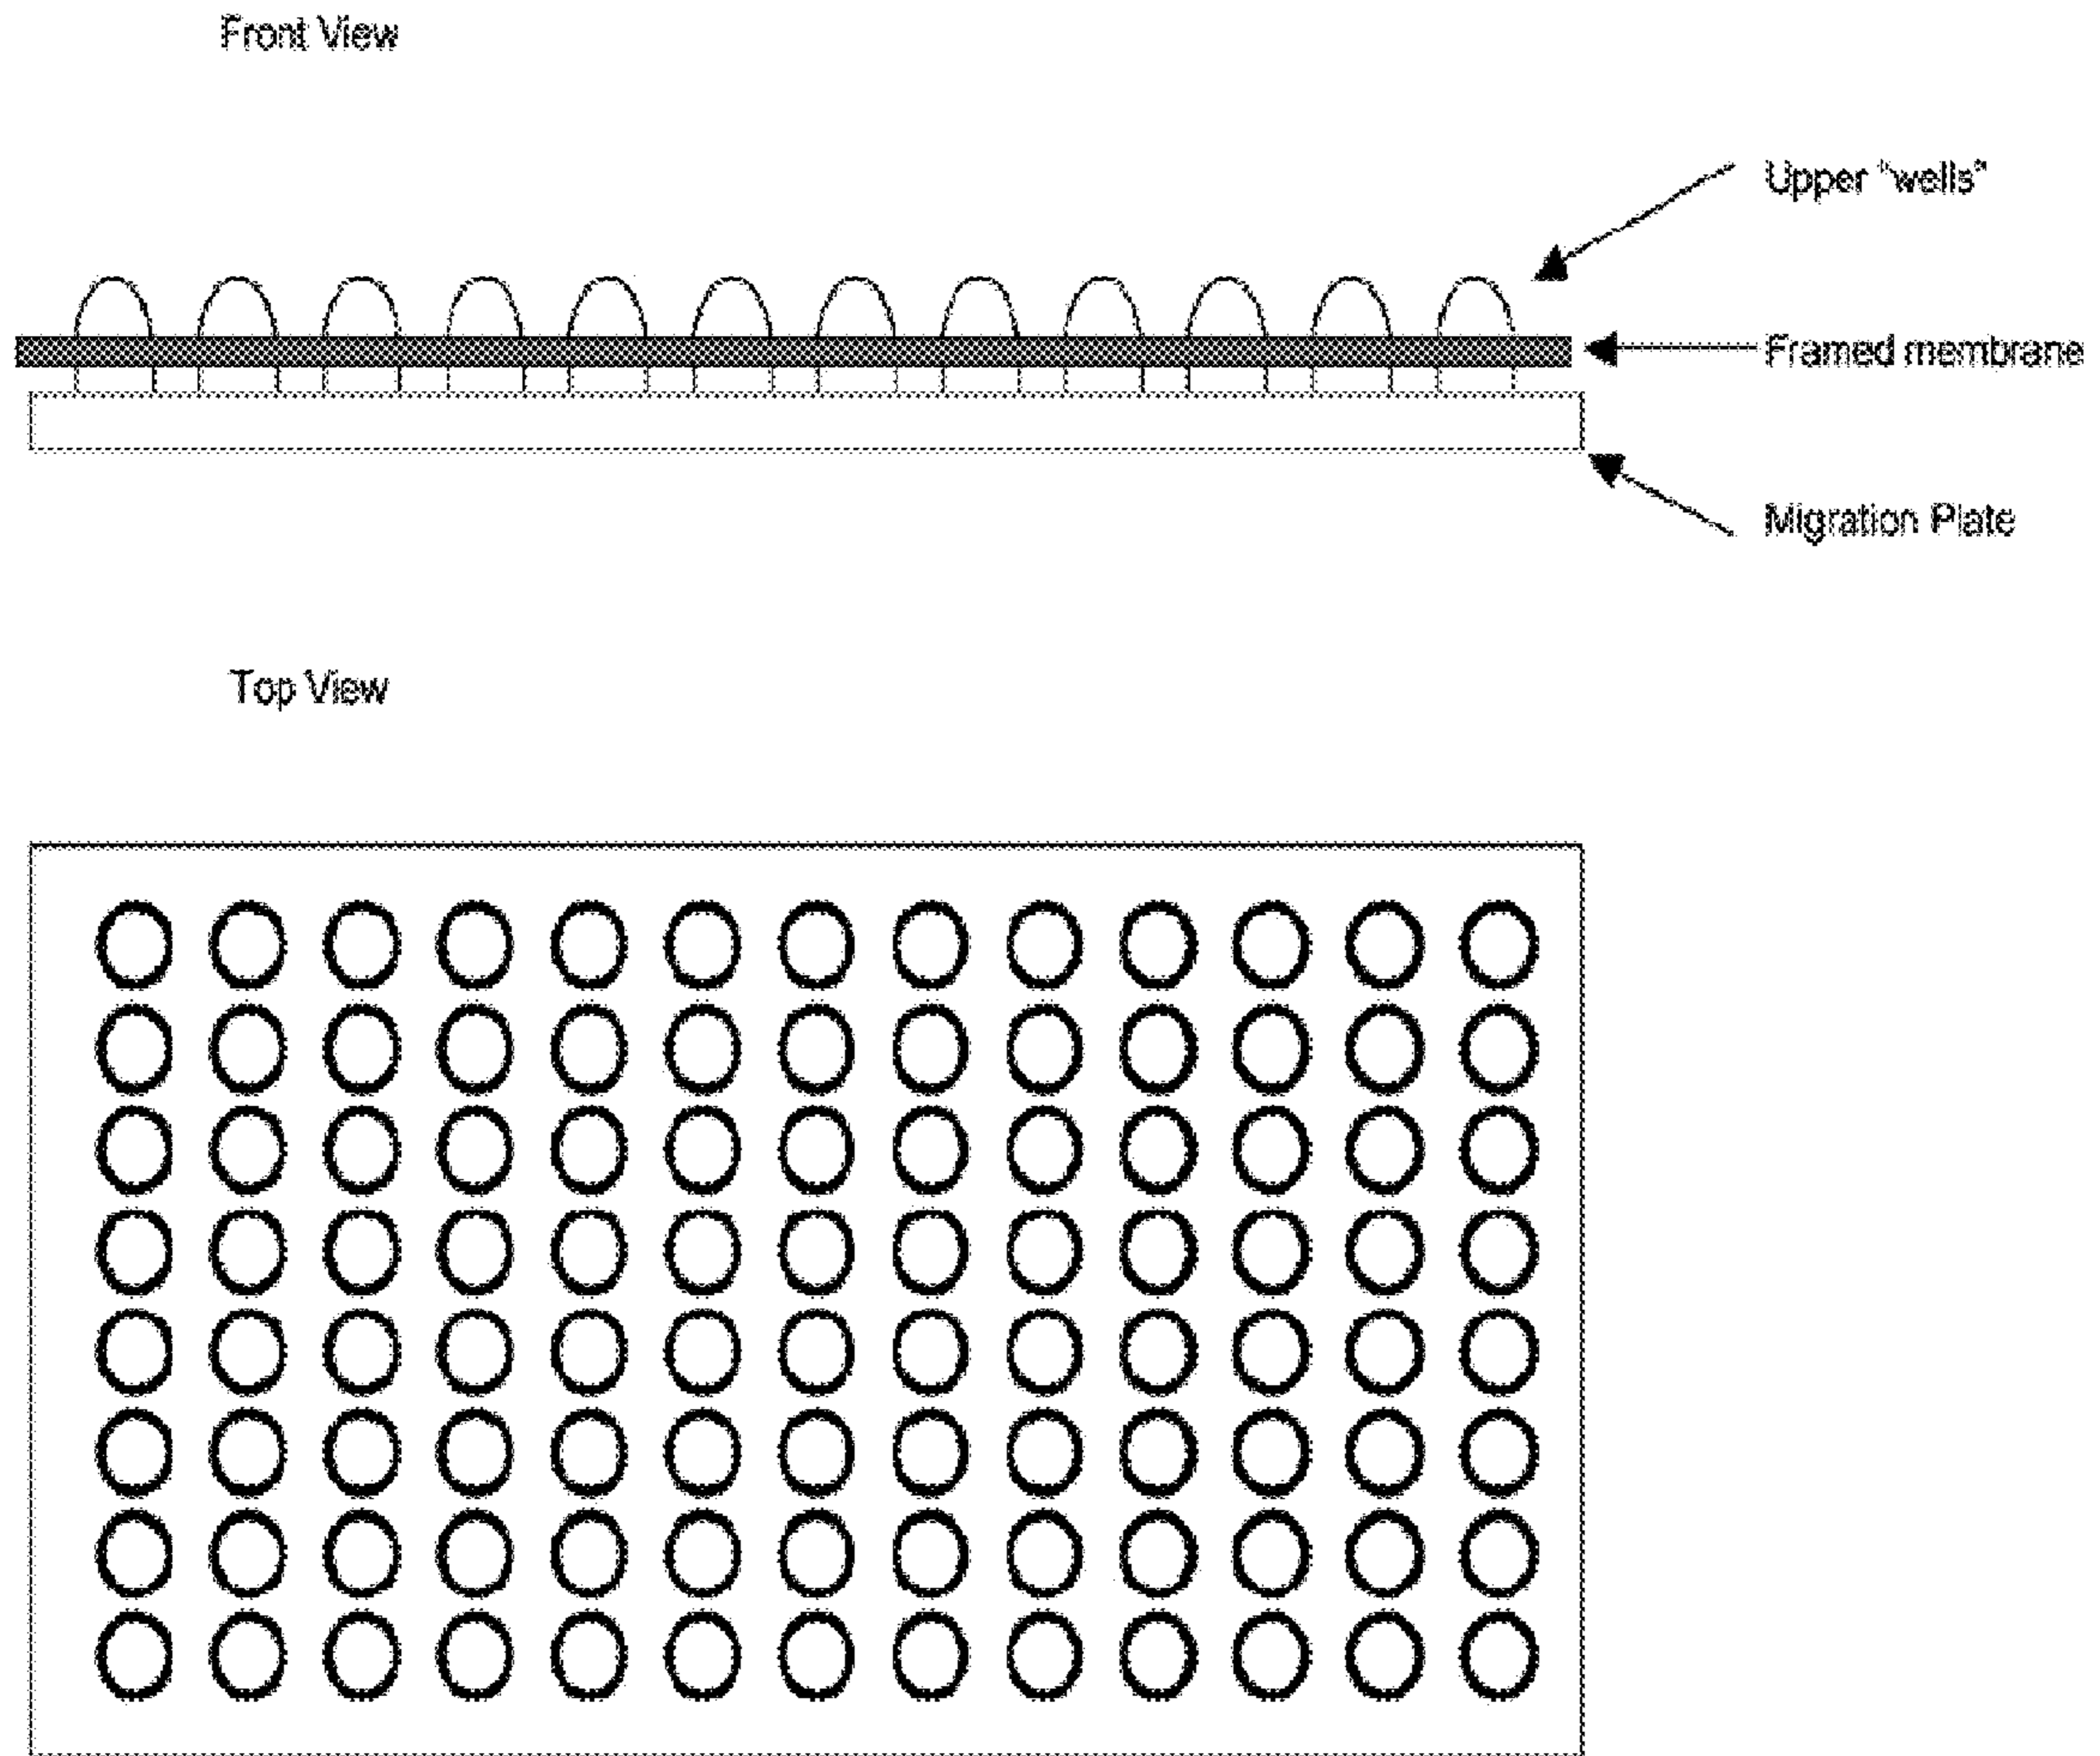 Front View
Upper "wells"
Framed membrane
Migration Plate
Top View